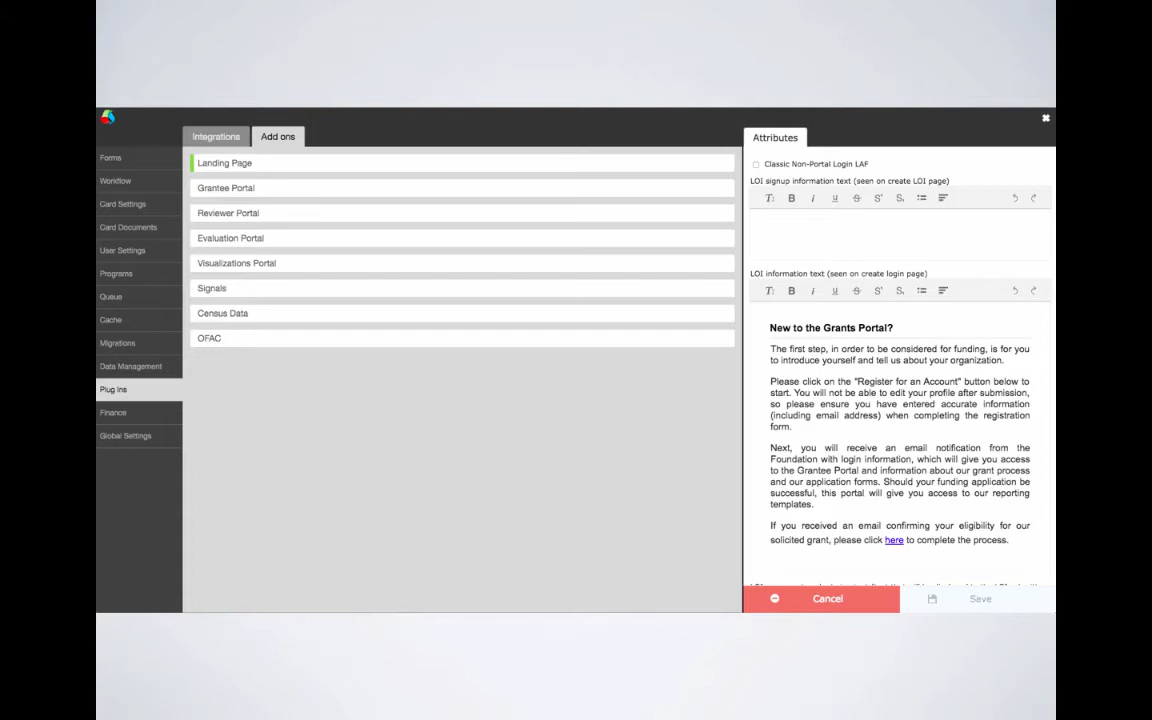 Integrations
Add ons
Forms
Workflow
Card Settings
Card Documents
User Settings
Programs
Queue
Cache
Migrations
Data Management
Plug Ins
Finance
Global Settings
Landing Page
Grantee Portal
Reviewer Portal
Evaluation Portal
Visualizations Portal
Signals
Census Data
OFAC
Attributes
Classic Non-Portal Login LAF
LOI signup information text (seen on create LOI page)
LOI information text (seen on create login page)
New to the Grants Portal?
The first step, in order to be considered for funding, is for you
to introduce yourself and tell us about your organization.
Please click on the "Register for an Account" button below to
start. You will not be able to edit your profile after submission,
so please ensure you have entered accurate information
(including email address) when completing the registration
form.
Next, you will receive an email notification from the
Foundation with login information, which will give you access
to the Grantee Portal and information about our grant process
and our application forms. Should your funding application be
successful, this portal will give you access to our reporting
templates.
If you received an email confirming your eligibility for our
solicited grant, please click here to complete the process.
Cancel
Save